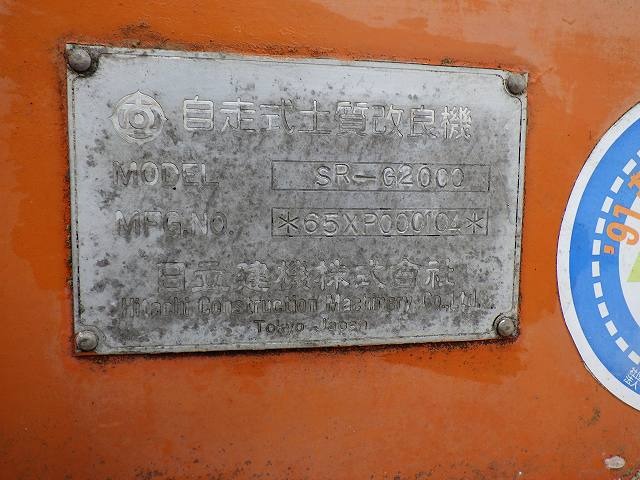 自走式土質改良機
MODEL SR-G2000
MFG.NO. *65XP000104*
日立建機株式会社
Hitachi Construction Machinery Co.,Ltd.
Tokyo Japan
'91